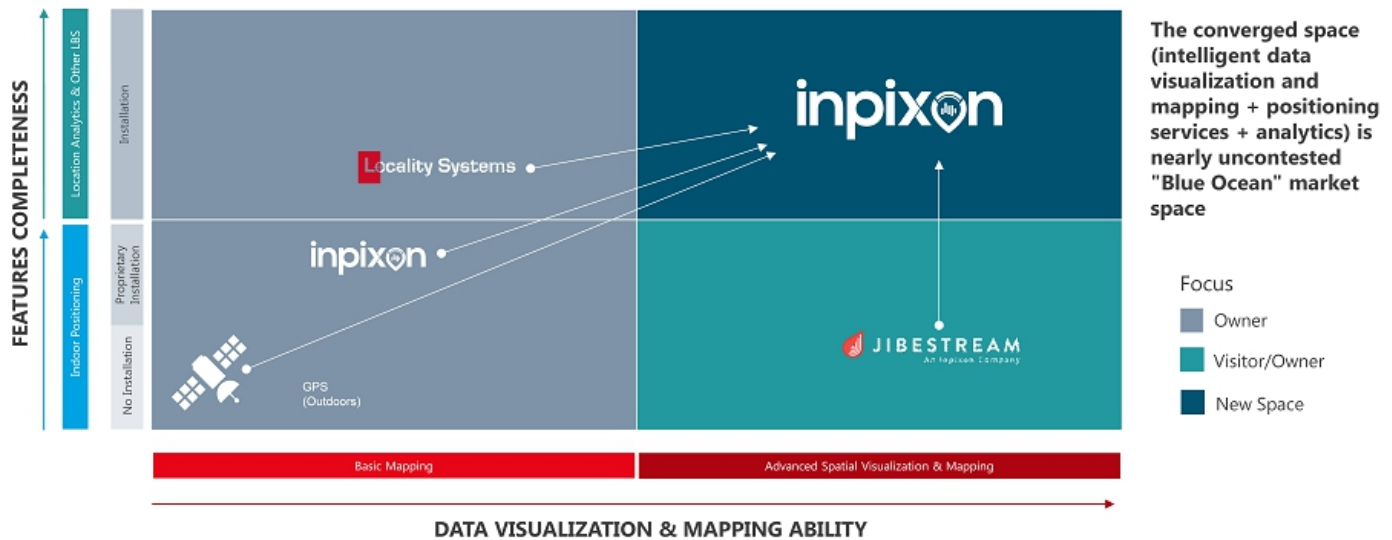 FEATURES COMPLETENESS
Location Analytics & Other LBS
Indoor Positioning
Installation
Proprietary
Installation
No Installation
inpixon
Locality Systems
inpixon
GPS
(Outdoors)
JIBESTREAM
An Inpixon Company
Basic Mapping
Advanced Spatial Visualization & Mapping
DATA VISUALIZATION & MAPPING ABILITY
The converged space
(intelligent data
visualization and
mapping + positioning
services + analytics) is
nearly uncontested
"Blue Ocean" market
space
Focus
Owner
Visitor/Owner
New Space